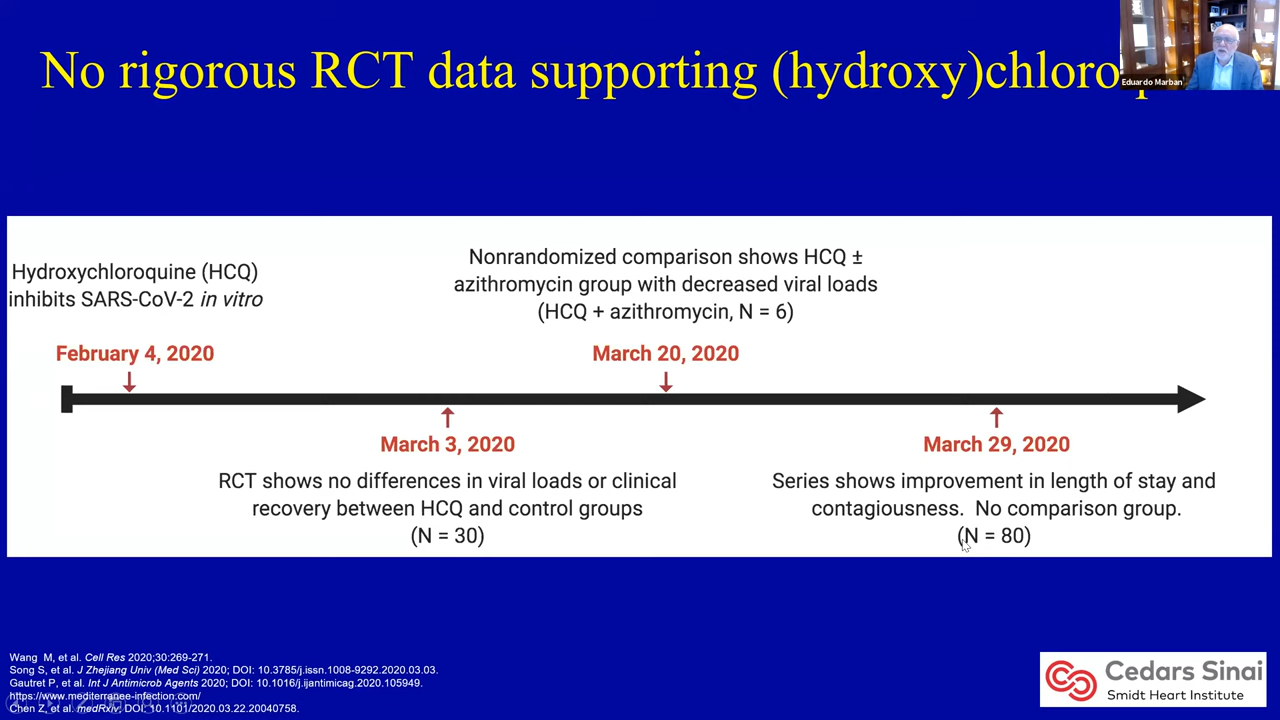 No rigorous RCT data supporting (hydroxy)chloro
Eduardo Marban
Hydroxychloroquine (HCQ)
inhibits SARS-CoV-2 in vitro
February 4, 2020
Nonrandomized comparison shows HCQ ±
azithromycin group with decreased viral loads
(HCQ + azithromycin, N = 6)
March 20, 2020
March 3, 2020
RCT shows no differences in viral loads or clinical
recovery between HCQ and control groups
(N = 30)
March 29, 2020
Series shows improvement in length of stay and
contagiousness. No comparison group.
(N = 80)
Wang M, et al. Cell Res 2020;30:269-271.
Song S, et al. J Zhejiang Univ (Med Sci) 2020; DOI: 10.3785/j.issn.1008-9292.2020.03.03.
Gautret P, et al. Int J Antimicrob Agents 2020; DOI: 10.1016/j.ijantimicag.2020.105949.
https://www.mediterranee-infection.com/
Chen Z, et al. medRxiv; DOI: 10.1101/2020.03.22.20040758.
Cedars Sinai
Smidt Heart Institute